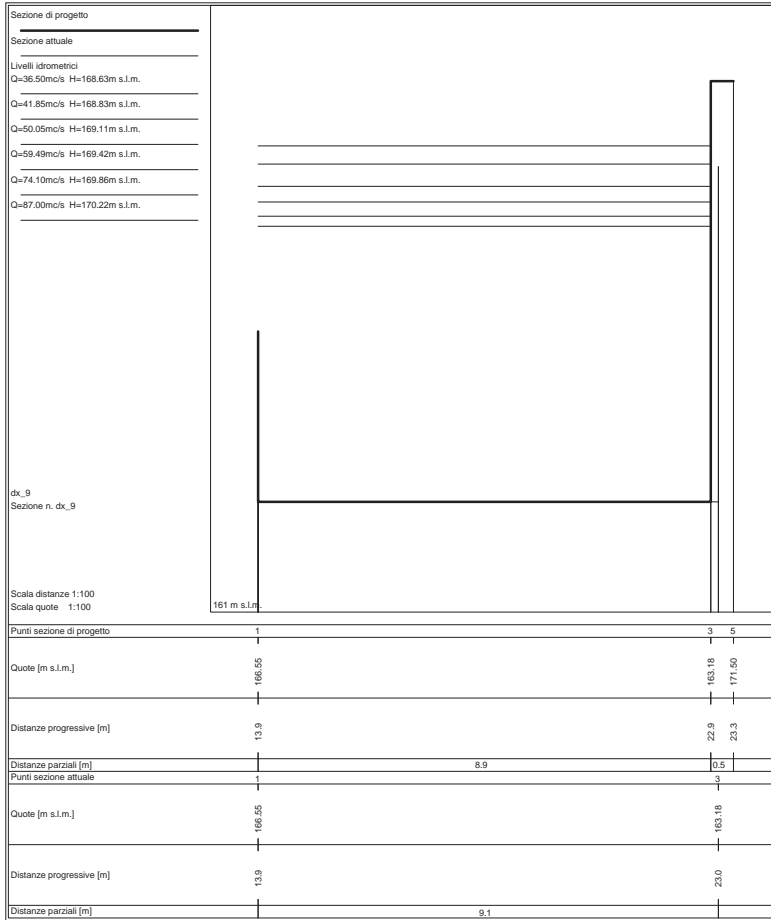 Sezione di progetto
Sezione attuale
Livelli idrometrici
Q=36.50mc/s H=168.63m s.l.m.
Q=41.85mc/s H=168.83m s.l.m.
Q=50.05mc/s H=169.11m s.l.m.
Q=59.49mc/s H=169.42m s.l.m.
Q=74.10mc/s H=169.86m s.l.m.
Q=87.00mc/s H=170.22m s.l.m.
dx_9
Sezione n. dx_9
Scala distanze 1:100
Scala quote 1:100
161 m s.l.m.
Punti sezione di progetto 1 3 5
Quote [m s.l.m.] 166.55 163.18 171.50
Distanze progressive [m] 13.9 22.9 23.3
Distanze parziali [m] 8.9 0.5
Punti sezione attuale 1 3
Quote [m s.l.m.] 166.55 163.18
Distanze progressive [m] 13.9 23.0
Distanze parziali [m] 9.1